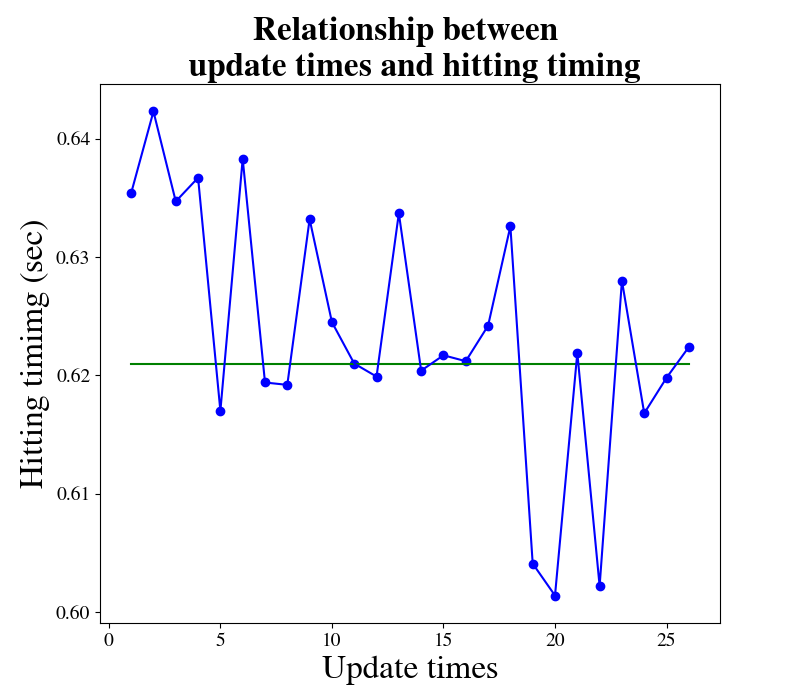 Relationship between
update times and hitting timing
Hitting timimg (sec)
0.64
0.63
0.62
0.61
0.60
0
5
10
15
20
25
Update times